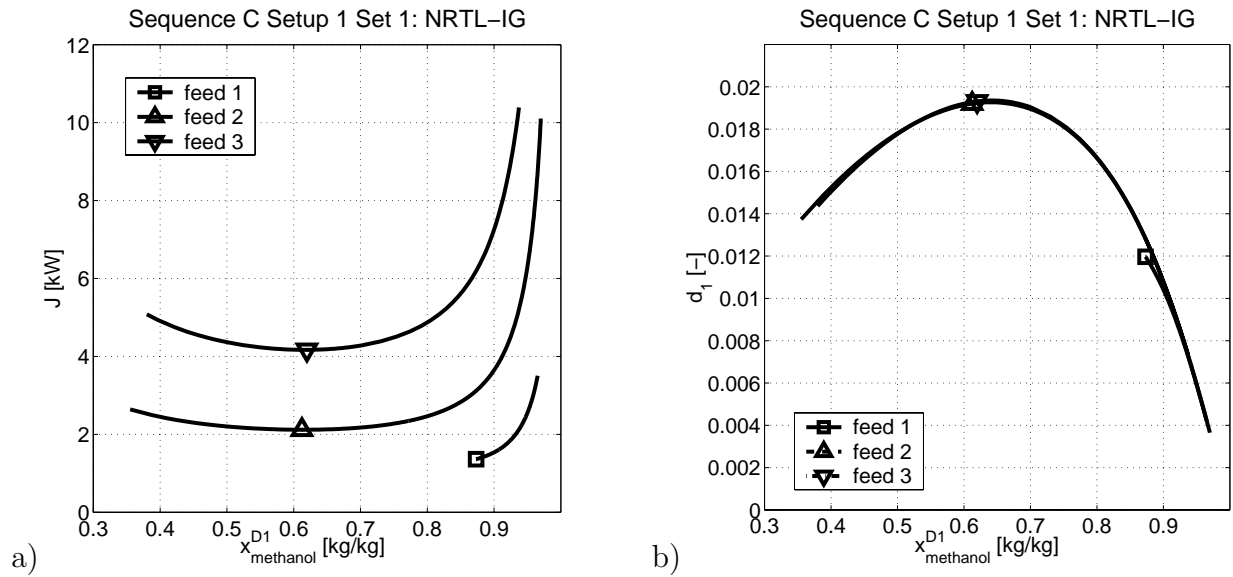 Sequence C Setup 1 Set 1: NRTL−IG
12
10
8
6
4
2
0
J [kW]
feed 1
feed 2
feed 3
0.3 0.4 0.5 0.6 0.7 0.8 0.9
x_methanol^D1 [kg/kg]
a)
Sequence C Setup 1 Set 1: NRTL−IG
0.02
0.018
0.016
0.014
0.012
0.01
0.008
0.006
0.004
0.002
0
d_1 [−]
feed 1
feed 2
feed 3
0.3 0.4 0.5 0.6 0.7 0.8 0.9
x_methanol^D1 [kg/kg]
b)